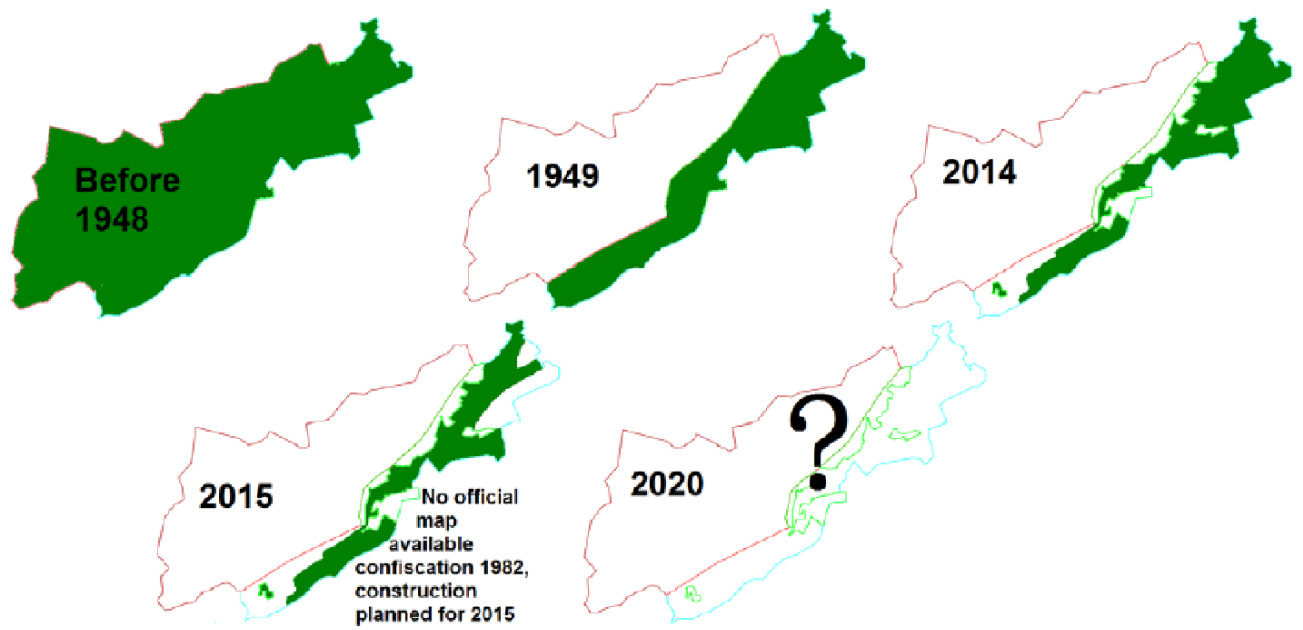 Before
1948
1949
2014
2015
No official
map
available
confiscation 1982,
construction
planned for 2015
?
2020